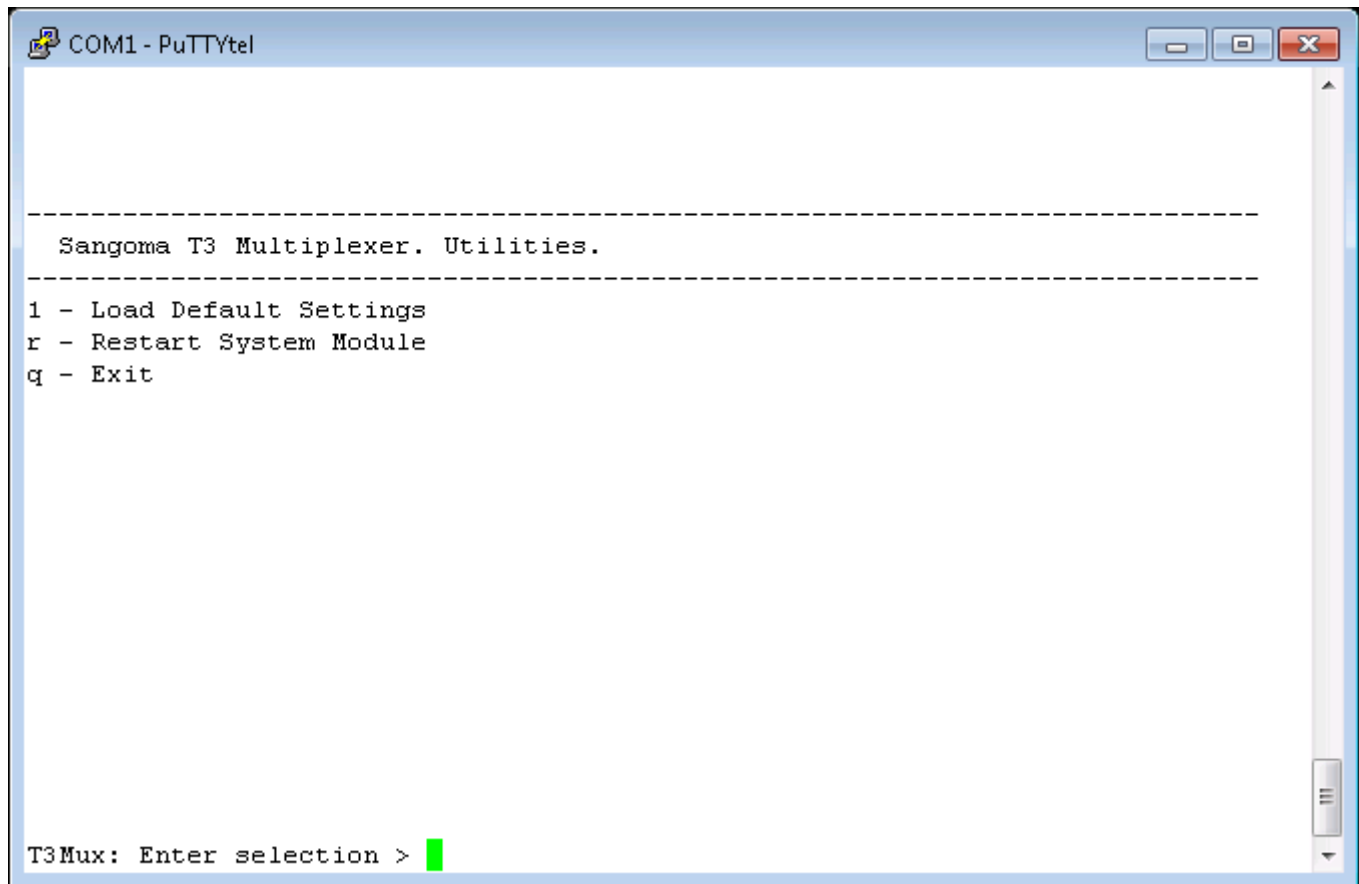 COM1 - PuTTYtel
-----------------------------------------------------------------------------
Sangoma T3 Multiplexer. Utilities.
-----------------------------------------------------------------------------
1 - Load Default Settings
r - Restart System Module
q - Exit
T3Mux: Enter selection >